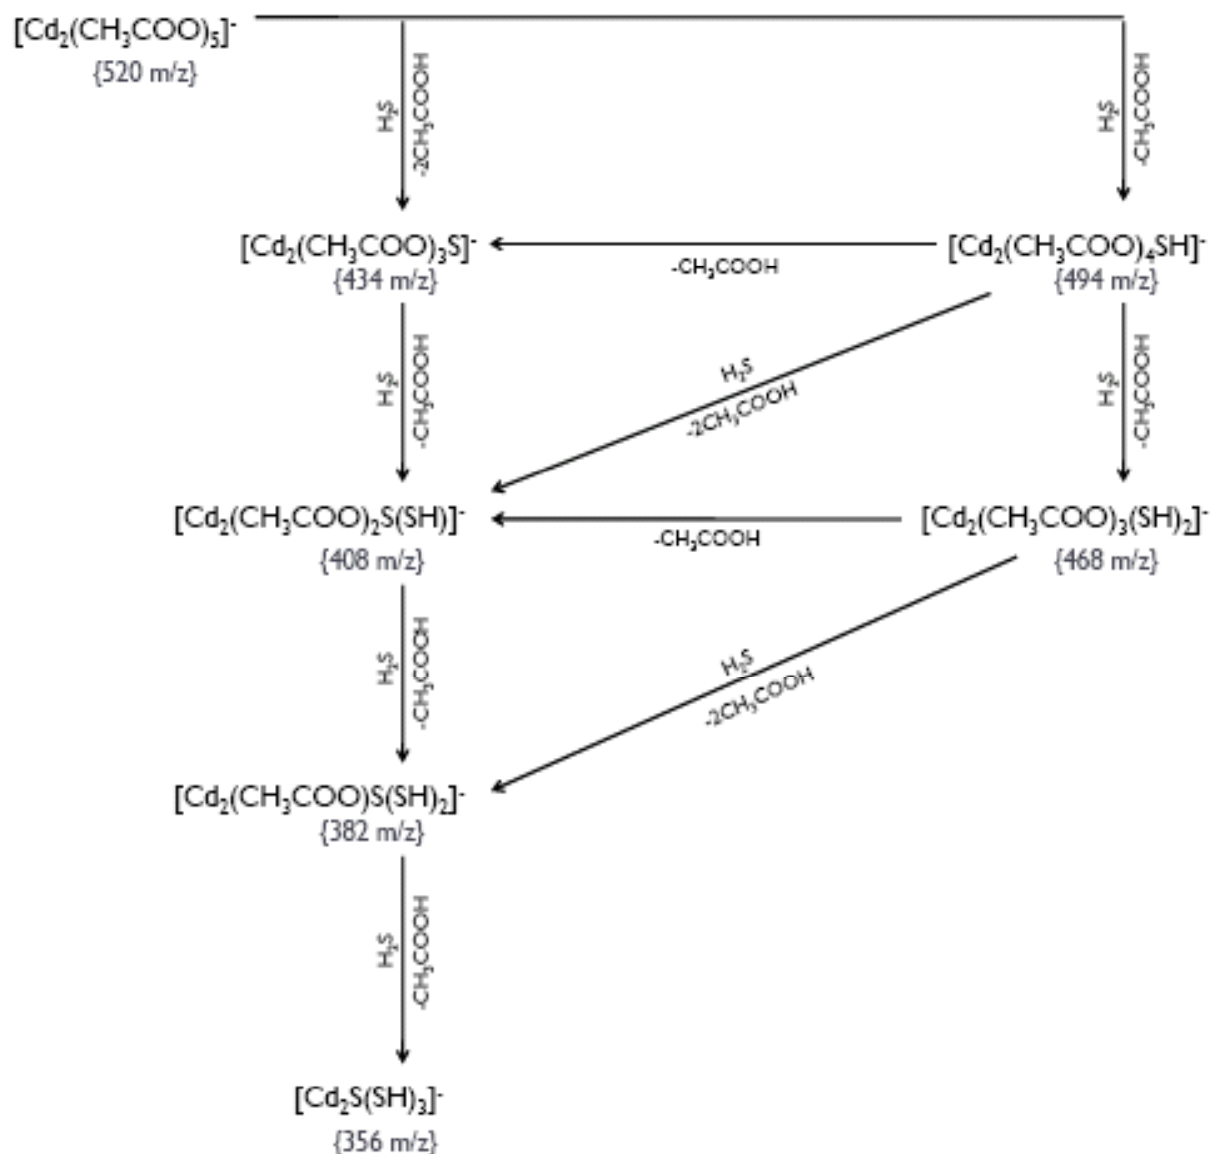 [Cd₂(CH₃COO)₅]⁻
{520 m/z}
H₂S
-2CH₃COOH
H₂S
-CH₃COOH
[Cd₂(CH₃COO)₃S]⁻
{434 m/z}
-CH₃COOH
[Cd₂(CH₃COO)₄SH]⁻
{494 m/z}
H₂S
-CH₃COOH
H₂S
-2CH₃COOH
H₂S
-CH₃COOH
[Cd₂(CH₃COO)₂S(SH)]⁻
{408 m/z}
-CH₃COOH
[Cd₂(CH₃COO)₃(SH)₂]⁻
{468 m/z}
H₂S
-CH₃COOH
H₂S
-2CH₃COOH
[Cd₂(CH₃COO)S(SH)₂]⁻
{382 m/z}
H₂S
-CH₃COOH
[Cd₂S(SH)₃]⁻
{356 m/z}